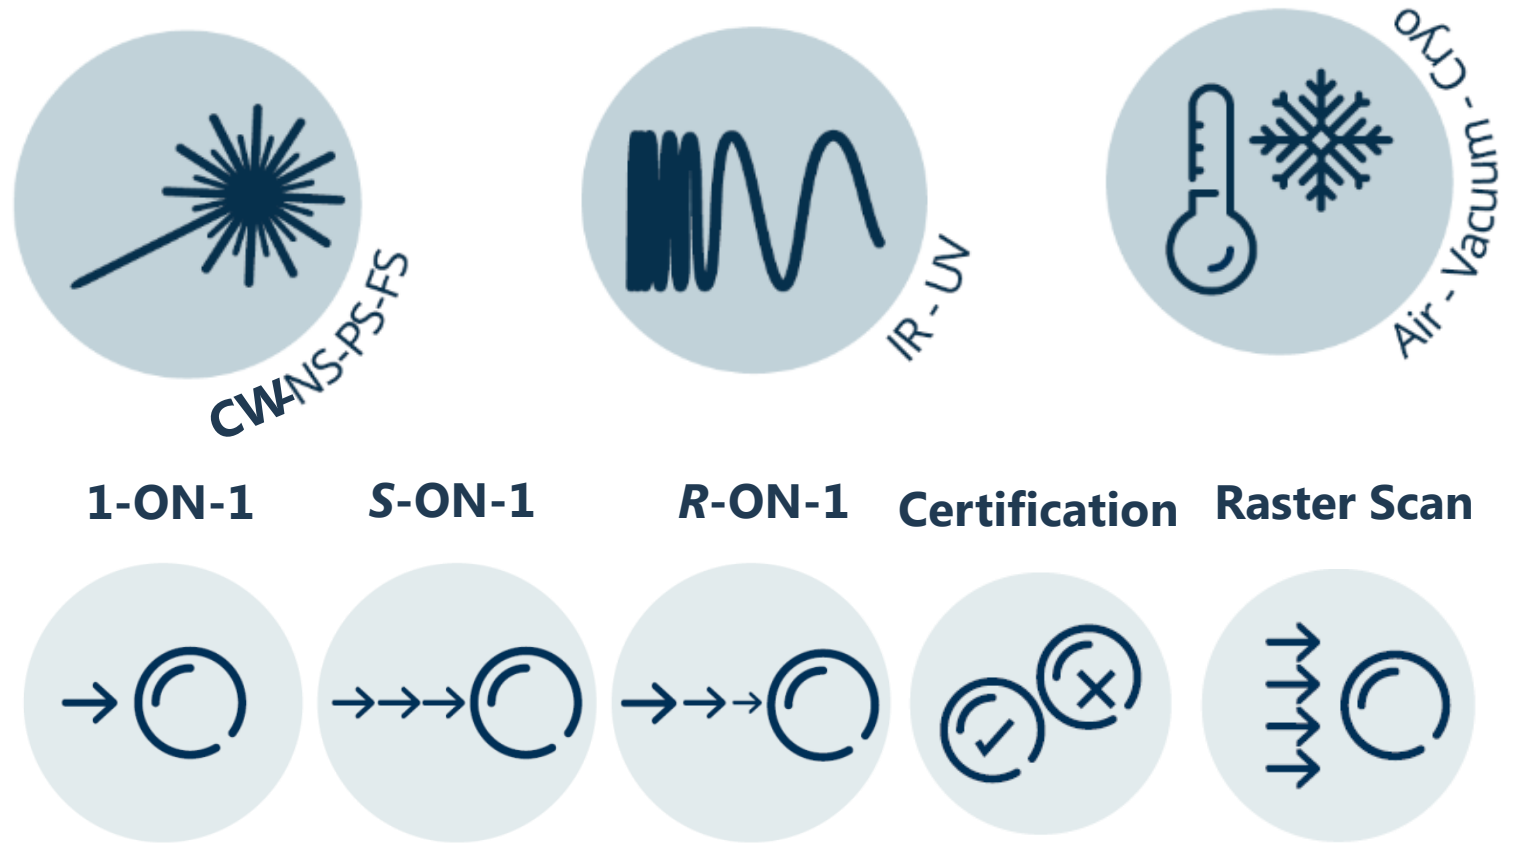 CW-NS-PS-FS
IR - UV
Air - Vacuum - Cryo
1-ON-1
S-ON-1
R-ON-1
Certification
Raster Scan